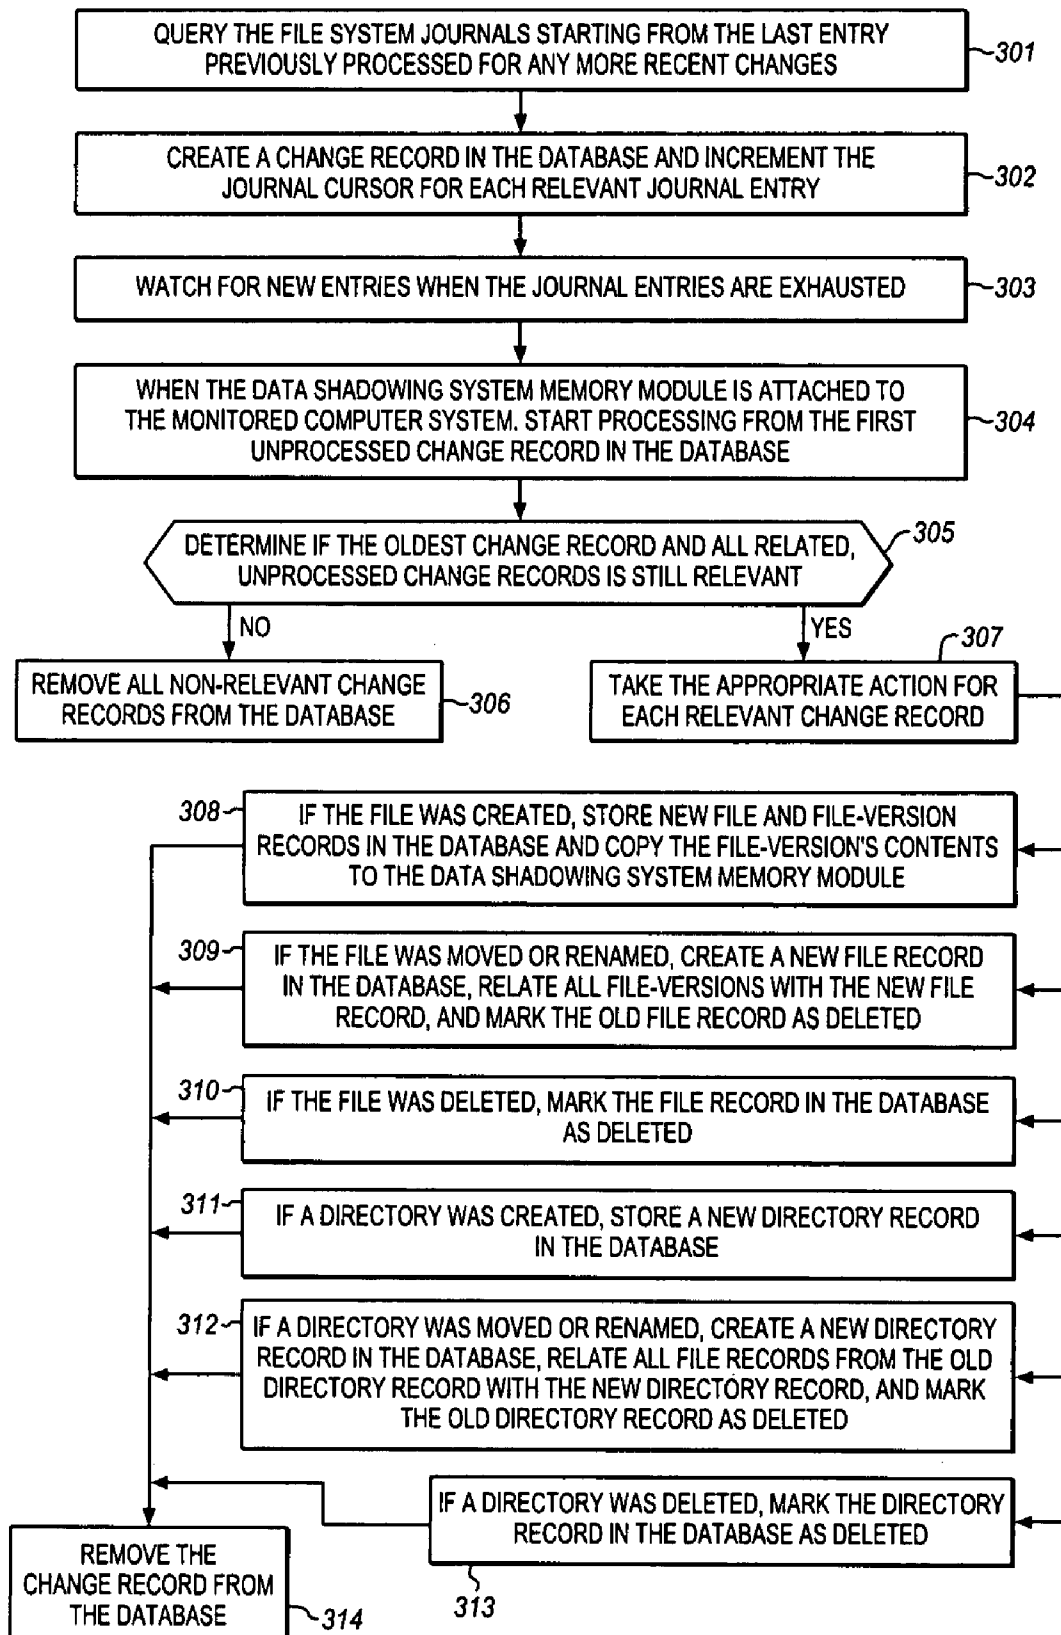 QUERY THE FILE SYSTEM JOURNALS STARTING FROM THE LAST ENTRY
PREVIOUSLY PROCESSED FOR ANY MORE RECENT CHANGES
301
CREATE A CHANGE RECORD IN THE DATABASE AND INCREMENT THE
JOURNAL CURSOR FOR EACH RELEVANT JOURNAL ENTRY
302
WATCH FOR NEW ENTRIES WHEN THE JOURNAL ENTRIES ARE EXHAUSTED
303
WHEN THE DATA SHADOWING SYSTEM MEMORY MODULE IS ATTACHED TO
THE MONITORED COMPUTER SYSTEM. START PROCESSING FROM THE FIRST
UNPROCESSED CHANGE RECORD IN THE DATABASE
304
DETERMINE IF THE OLDEST CHANGE RECORD AND ALL RELATED,
UNPROCESSED CHANGE RECORDS IS STILL RELEVANT
305
NO
YES
REMOVE ALL NON-RELEVANT CHANGE
RECORDS FROM THE DATABASE
306
307
TAKE THE APPROPRIATE ACTION FOR
EACH RELEVANT CHANGE RECORD
308
IF THE FILE WAS CREATED, STORE NEW FILE AND FILE-VERSION
RECORDS IN THE DATABASE AND COPY THE FILE-VERSION'S CONTENTS
TO THE DATA SHADOWING SYSTEM MEMORY MODULE
309
IF THE FILE WAS MOVED OR RENAMED, CREATE A NEW FILE RECORD
IN THE DATABASE, RELATE ALL FILE-VERSIONS WITH THE NEW FILE
RECORD, AND MARK THE OLD FILE RECORD AS DELETED
310
IF THE FILE WAS DELETED, MARK THE FILE RECORD IN THE DATABASE
AS DELETED
311
IF A DIRECTORY WAS CREATED, STORE A NEW DIRECTORY RECORD
IN THE DATABASE
312
IF A DIRECTORY WAS MOVED OR RENAMED, CREATE A NEW DIRECTORY
RECORD IN THE DATABASE, RELATE ALL FILE RECORDS FROM THE OLD
DIRECTORY RECORD WITH THE NEW DIRECTORY RECORD, AND MARK
THE OLD DIRECTORY RECORD AS DELETED
IF A DIRECTORY WAS DELETED, MARK THE DIRECTORY
RECORD IN THE DATABASE AS DELETED
313
REMOVE THE
CHANGE RECORD FROM
THE DATABASE
314